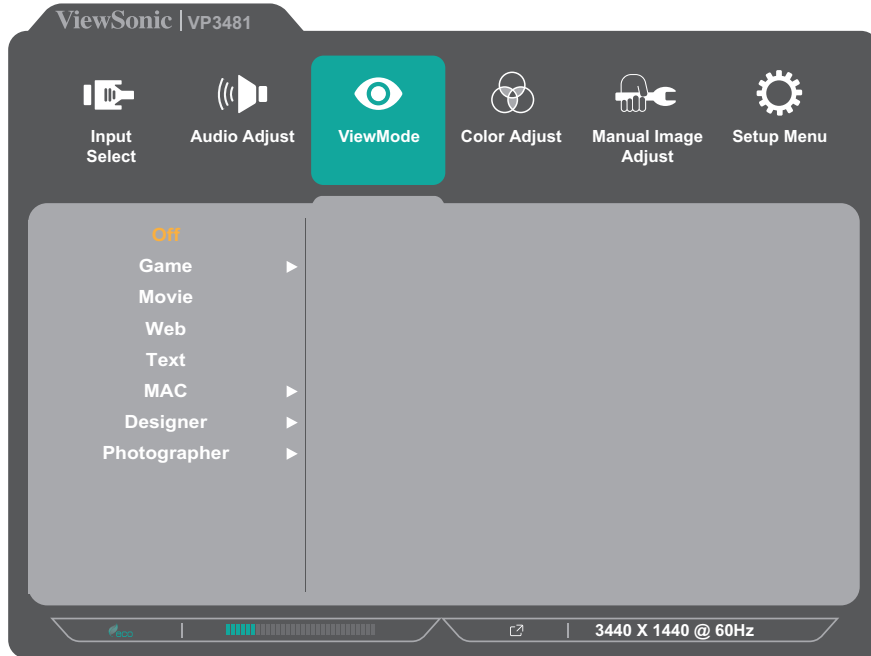 ViewSonic | VP3481
Input Select
Audio Adjust
ViewMode
Color Adjust
Manual Image Adjust
Setup Menu
Off
Game
Movie
Web
Text
MAC
Designer
Photographer
eco
3440 X 1440 @ 60Hz